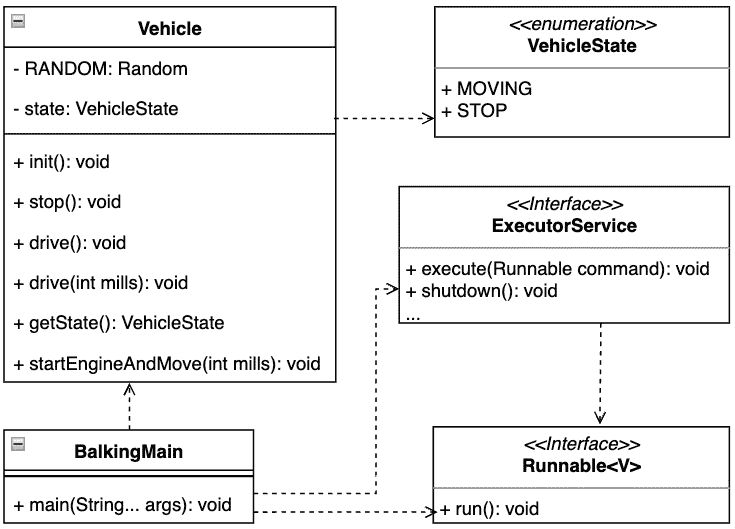 Vehicle
- RANDOM: Random
- state: VehicleState
+ init(): void
+ stop(): void
+ drive(): void
+ drive(int mills): void
+ getState(): VehicleState
+ startEngineAndMove(int mills): void
<<enumeration>>
VehicleState
+ MOVING
+ STOP
<<Interface>>
ExecutorService
+ execute(Runnable command): void
+ shutdown(): void
...
BalkingMain
+ main(String... args): void
<<Interface>>
Runnable<V>
+ run(): void